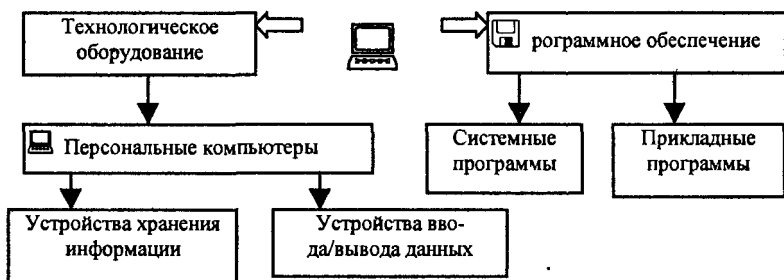 Технологическое
оборудование
рограммное обеспечение
Персональные компьютеры
Системные
программы
Прикладные
программы
Устройства хранения
информации
Устройства вво-
да/вывода данных